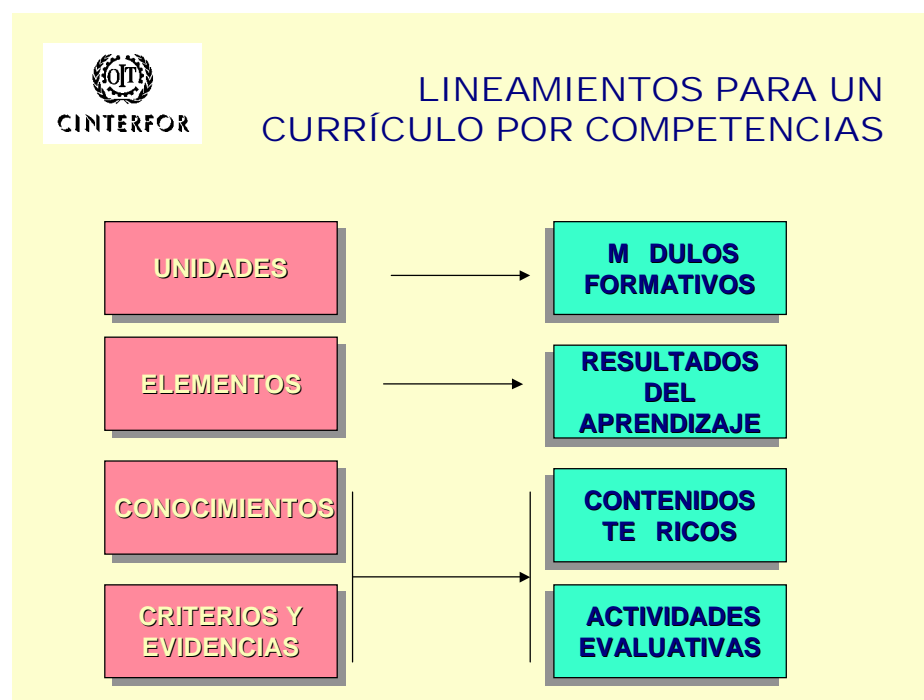 OIT
CINTERFOR
LINEAMIENTOS PARA UN
CURRÍCULO POR COMPETENCIAS
UNIDADES
M DULOS
FORMATIVOS
ELEMENTOS
RESULTADOS
DEL
APRENDIZAJE
CONOCIMIENTOS
CONTENIDOS
TE RICOS
CRITERIOS Y
EVIDENCIAS
ACTIVIDADES
EVALUATIVAS